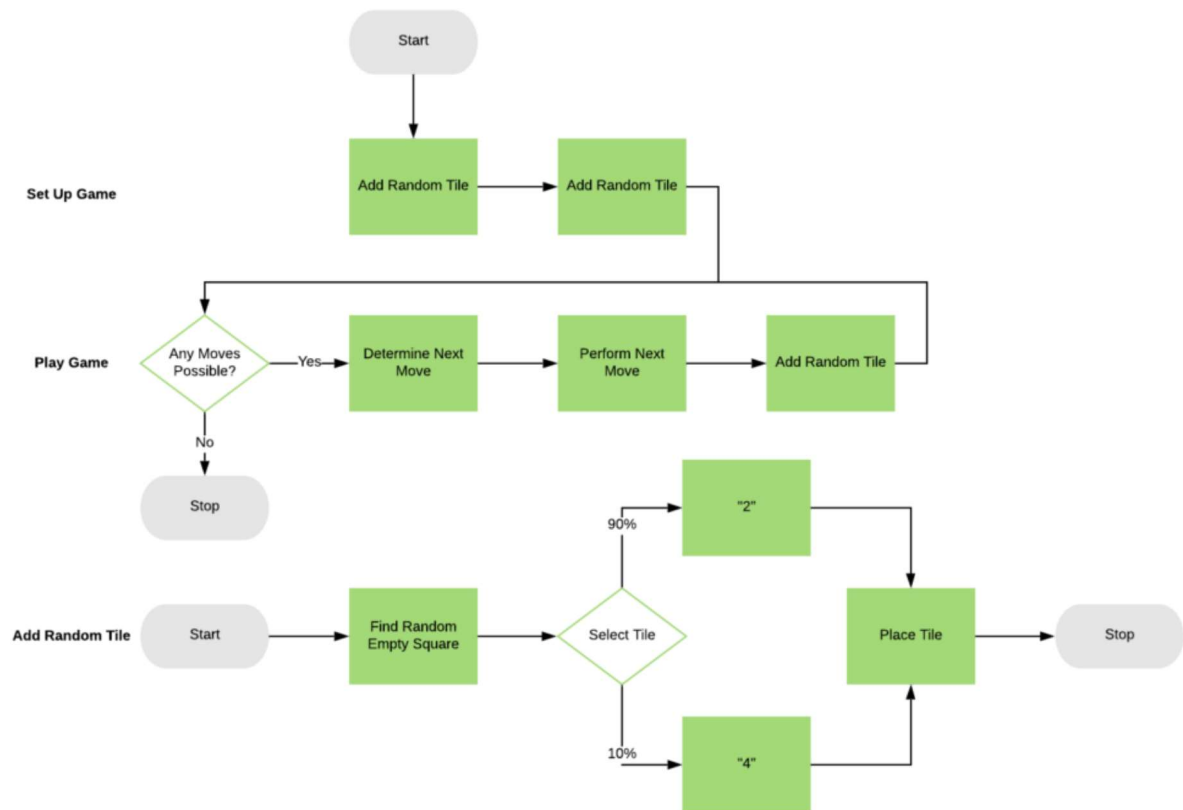 Start
Set Up Game
Add Random Tile
Add Random Tile
Play Game
Any Moves
Possible?
Yes
Determine Next
Move
Perform Next
Move
Add Random Tile
No
Stop
"2"
90%
Add Random Tile
Start
Find Random
Empty Square
Select Tile
Place Tile
Stop
10%
"4"